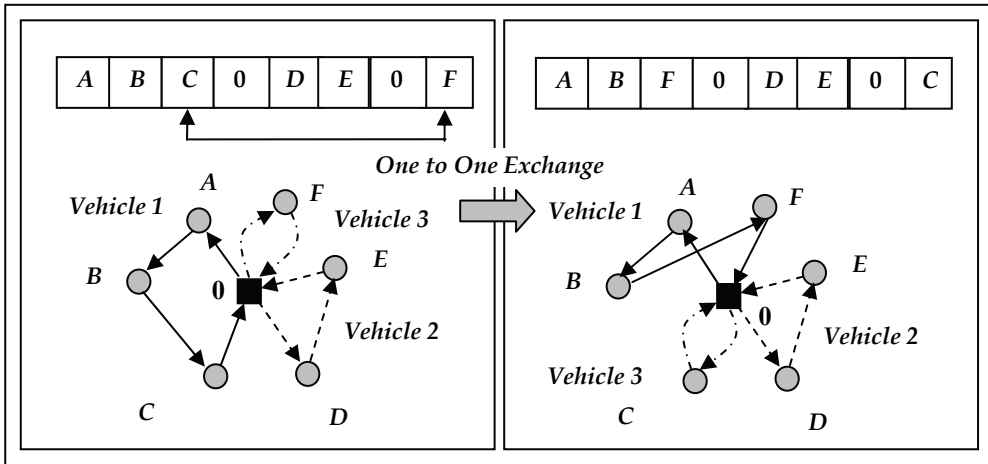 A B C 0 D E 0 F
A B F 0 D E 0 C
One to One Exchange
A
F
Vehicle 1
Vehicle 3
B
E
0
Vehicle 2
C
D
A
F
Vehicle 1
B
E
0
Vehicle 2
Vehicle 3
C
D